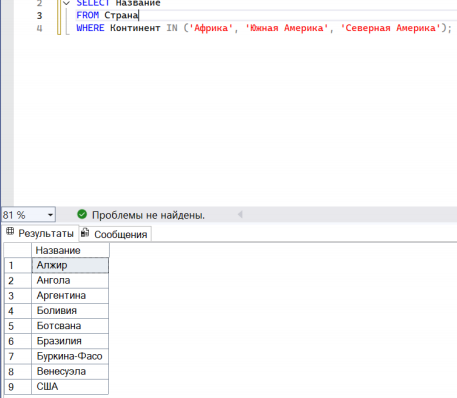 2 SELECT Название
3 FROM Страна
4 WHERE Континент IN ('Африка', 'Южная Америка', 'Северная Америка');
81 % Проблемы не найдены.
Результаты Сообщения
Название
1 Алжир
2 Ангола
3 Аргентина
4 Боливия
5 Ботсвана
6 Бразилия
7 Буркина-Фасо
8 Венесуэла
9 США